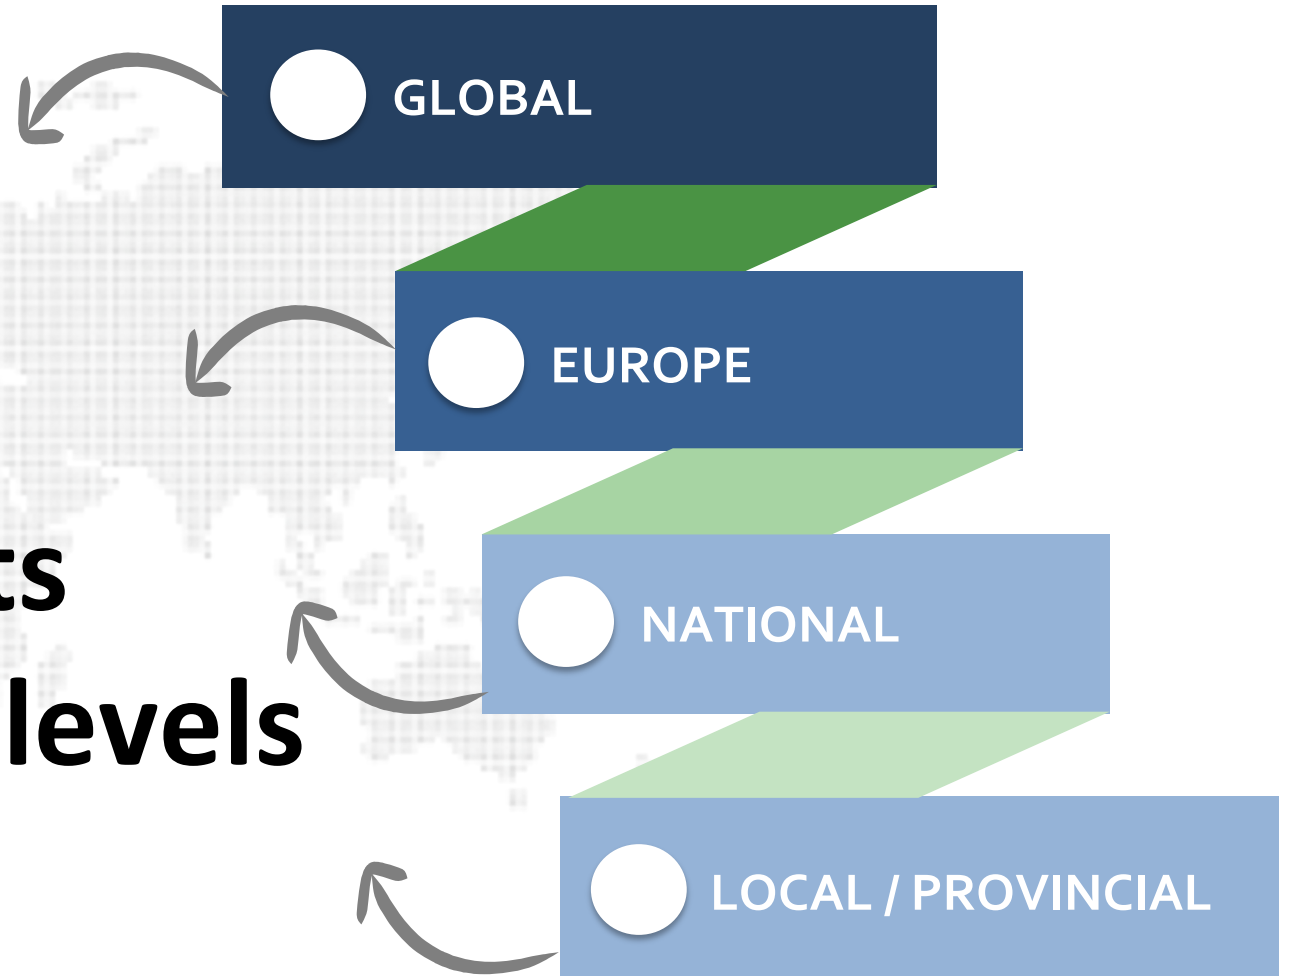 GLOBAL
EUROPE
ts
NATIONAL
levels
LOCAL / PROVINCIAL